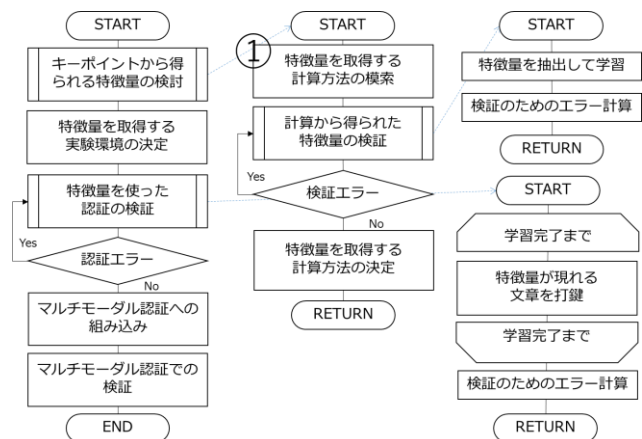 START
キーポイントから得
られる特徴量の検討
特徴量を取得する
実験環境の決定
特徴量を使った
認証の検証
Yes
認証エラー
No
マルチモーダル認証への
組み込み
マルチモーダル認証での
検証
END
①
START
特徴量を取得する
計算方法の模索
計算から得られた
特徴量の検証
Yes
検証エラー
No
特徴量を取得する
計算方法の決定
RETURN
START
特徴量を抽出して学習
検証のためのエラー計算
RETURN
START
学習完了まで
特徴量が現れる
文章を打鍵
学習完了まで
検証のためのエラー計算
RETURN